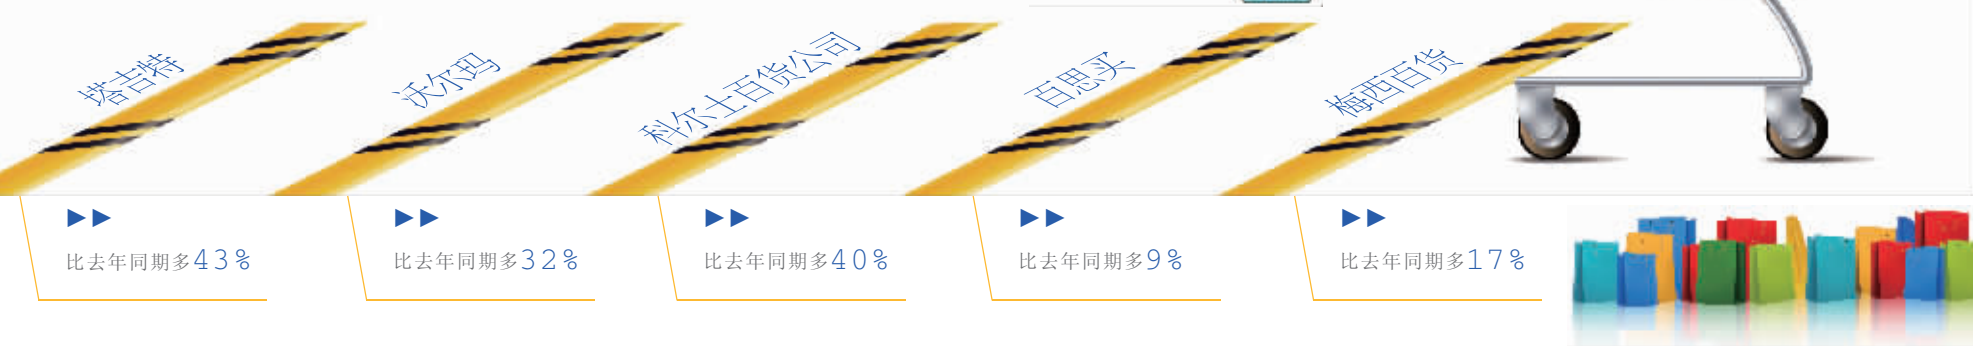 塔吉特
沃尔玛
科尔士百货公司
百思买
梅西百货
▶▶
比去年同期多43%
▶▶
比去年同期多32%
▶▶
比去年同期多40%
▶▶
比去年同期多9%
▶▶
比去年同期多17%